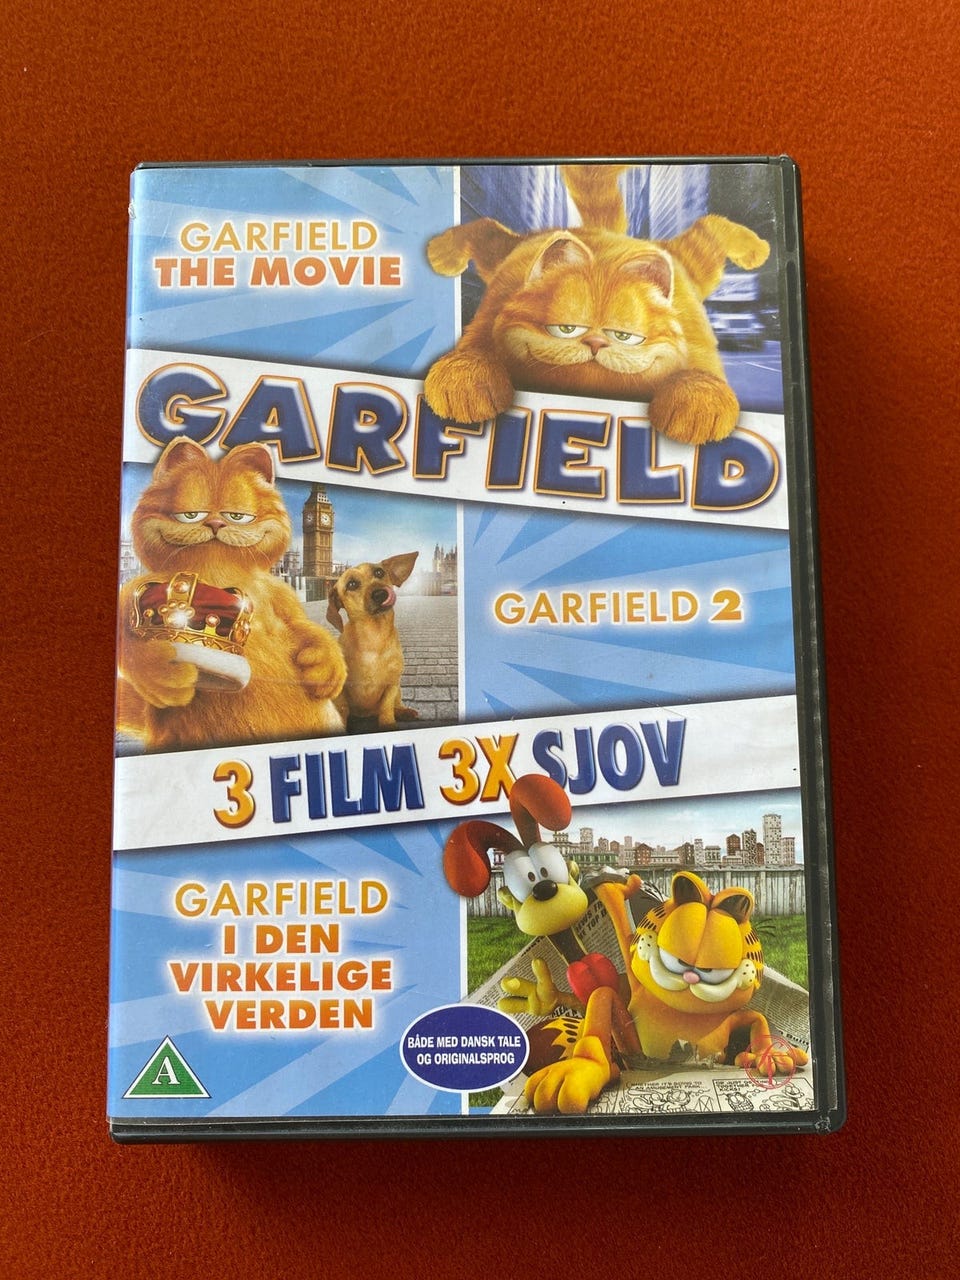 GARFIELD
THE MOVIE
GARFIELD
GARFIELD 2
3 FILM 3X SJOV
GARFIELD
I DEN
VIRKELIGE
VERDEN
BÅDE MED DANSK TALE
OG ORIGINALSPROG
A